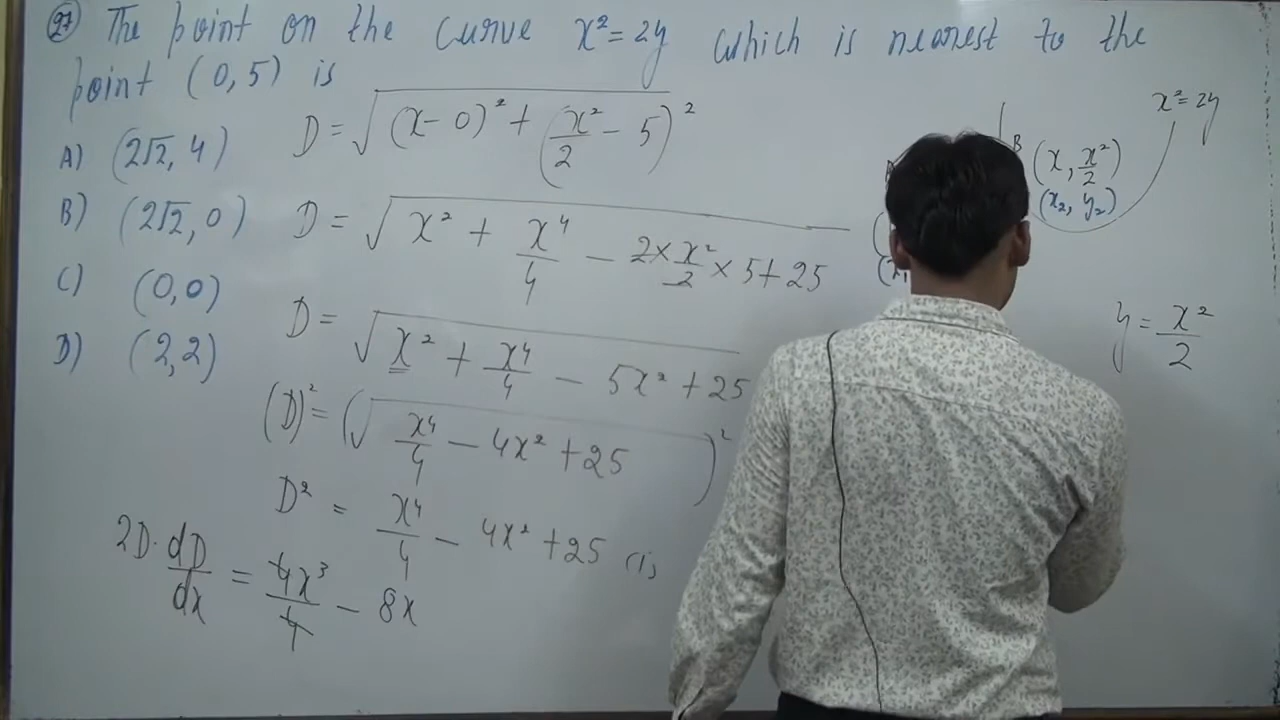 27 The point on the curve x² = 2y which is nearest to the
point (0, 5) is
A) (2√2, 4)
B) (2√2, 0)
C) (0, 0)
D) (2, 2)
D = √((x - 0)² + (x²/2 - 5)²)
D = √(x² + x⁴/4 - 2 × x²/2 × 5 + 25)
D = √(x² + x⁴/4 - 5x² + 25)
(D)² = (√(x⁴/4 - 4x² + 25))²
D² = x⁴/4 - 4x² + 25 (1)
2D · dD/dx = 4x³/4 - 8x
x² = 2y
B (x, x²/2)
(x₂, y₂)
y = x²/2